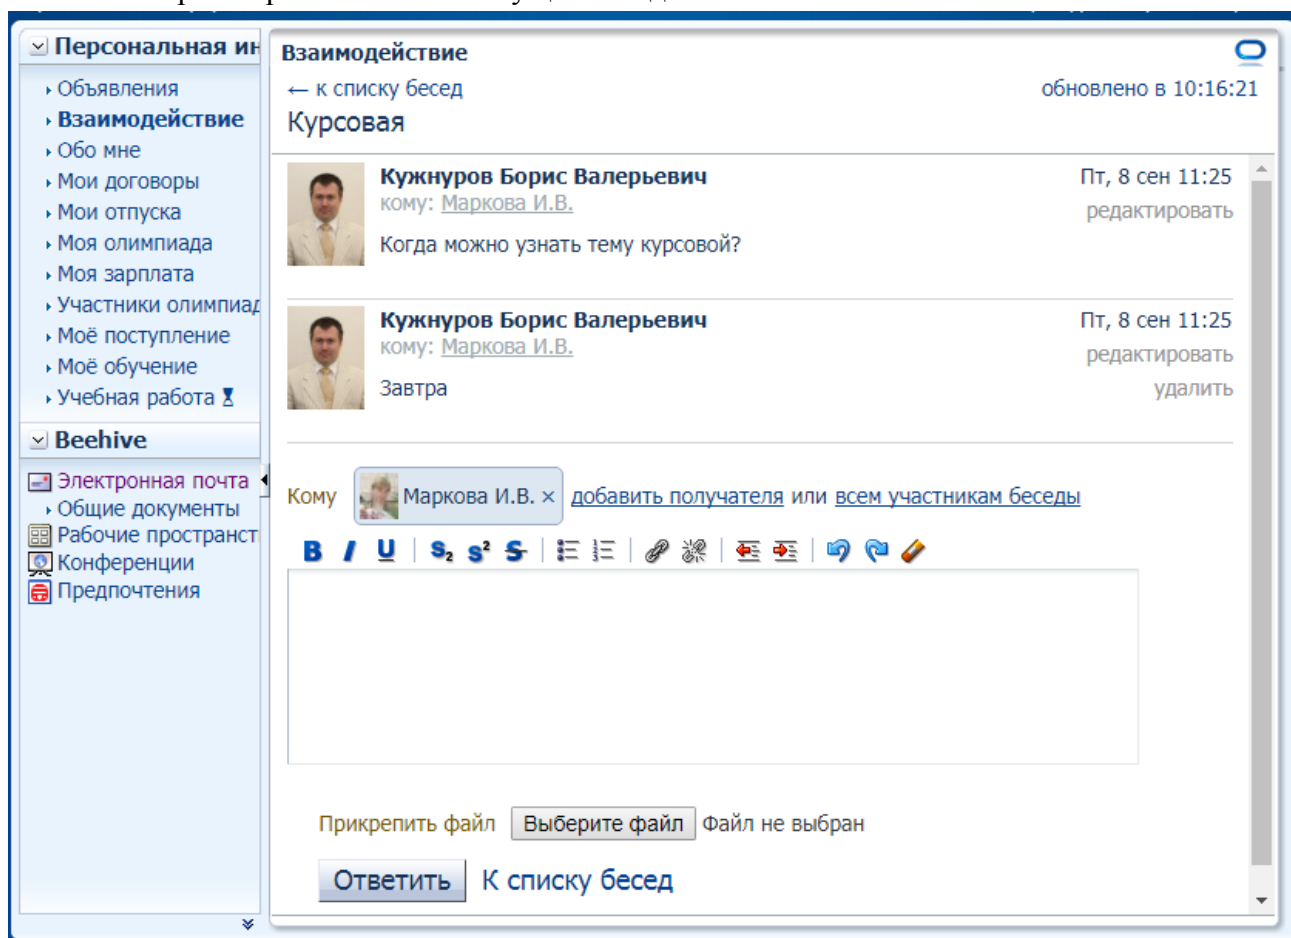 Персональная ин
Объявления
Взаимодействие
Обо мне
Мои договоры
Мои отпуска
Моя олимпиада
Моя зарплата
Участники олимпиад
Моё поступление
Моё обучение
Учебная работа
Beehive
Электронная почта
Общие документы
Рабочие пространст
Конференции
Предпочтения
Взаимодействие
← к списку бесед обновлено в 10:16:21
Курсовая
Кужнуров Борис Валерьевич Пт, 8 сен 11:25
кому: Маркова И.В. редактировать
Когда можно узнать тему курсовой?
Кужнуров Борис Валерьевич Пт, 8 сен 11:25
кому: Маркова И.В. редактировать
Завтра удалить
Кому Маркова И.В. × добавить получателя или всем участникам беседы
B I U S₂ S² S
Прикрепить файл Выберите файл Файл не выбран
Ответить К списку бесед